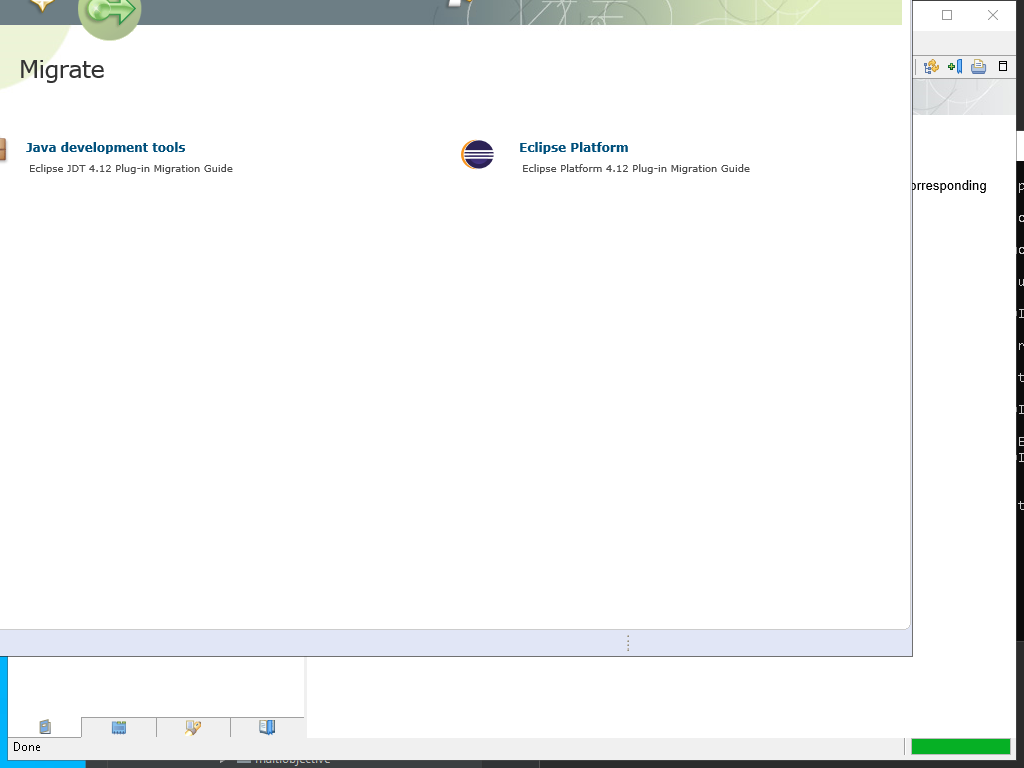 Migrate
Java development tools
Eclipse JDT 4.12 Plug-in Migration Guide
Eclipse Platform
Eclipse Platform 4.12 Plug-in Migration Guide
orresponding
Done
multiobjective